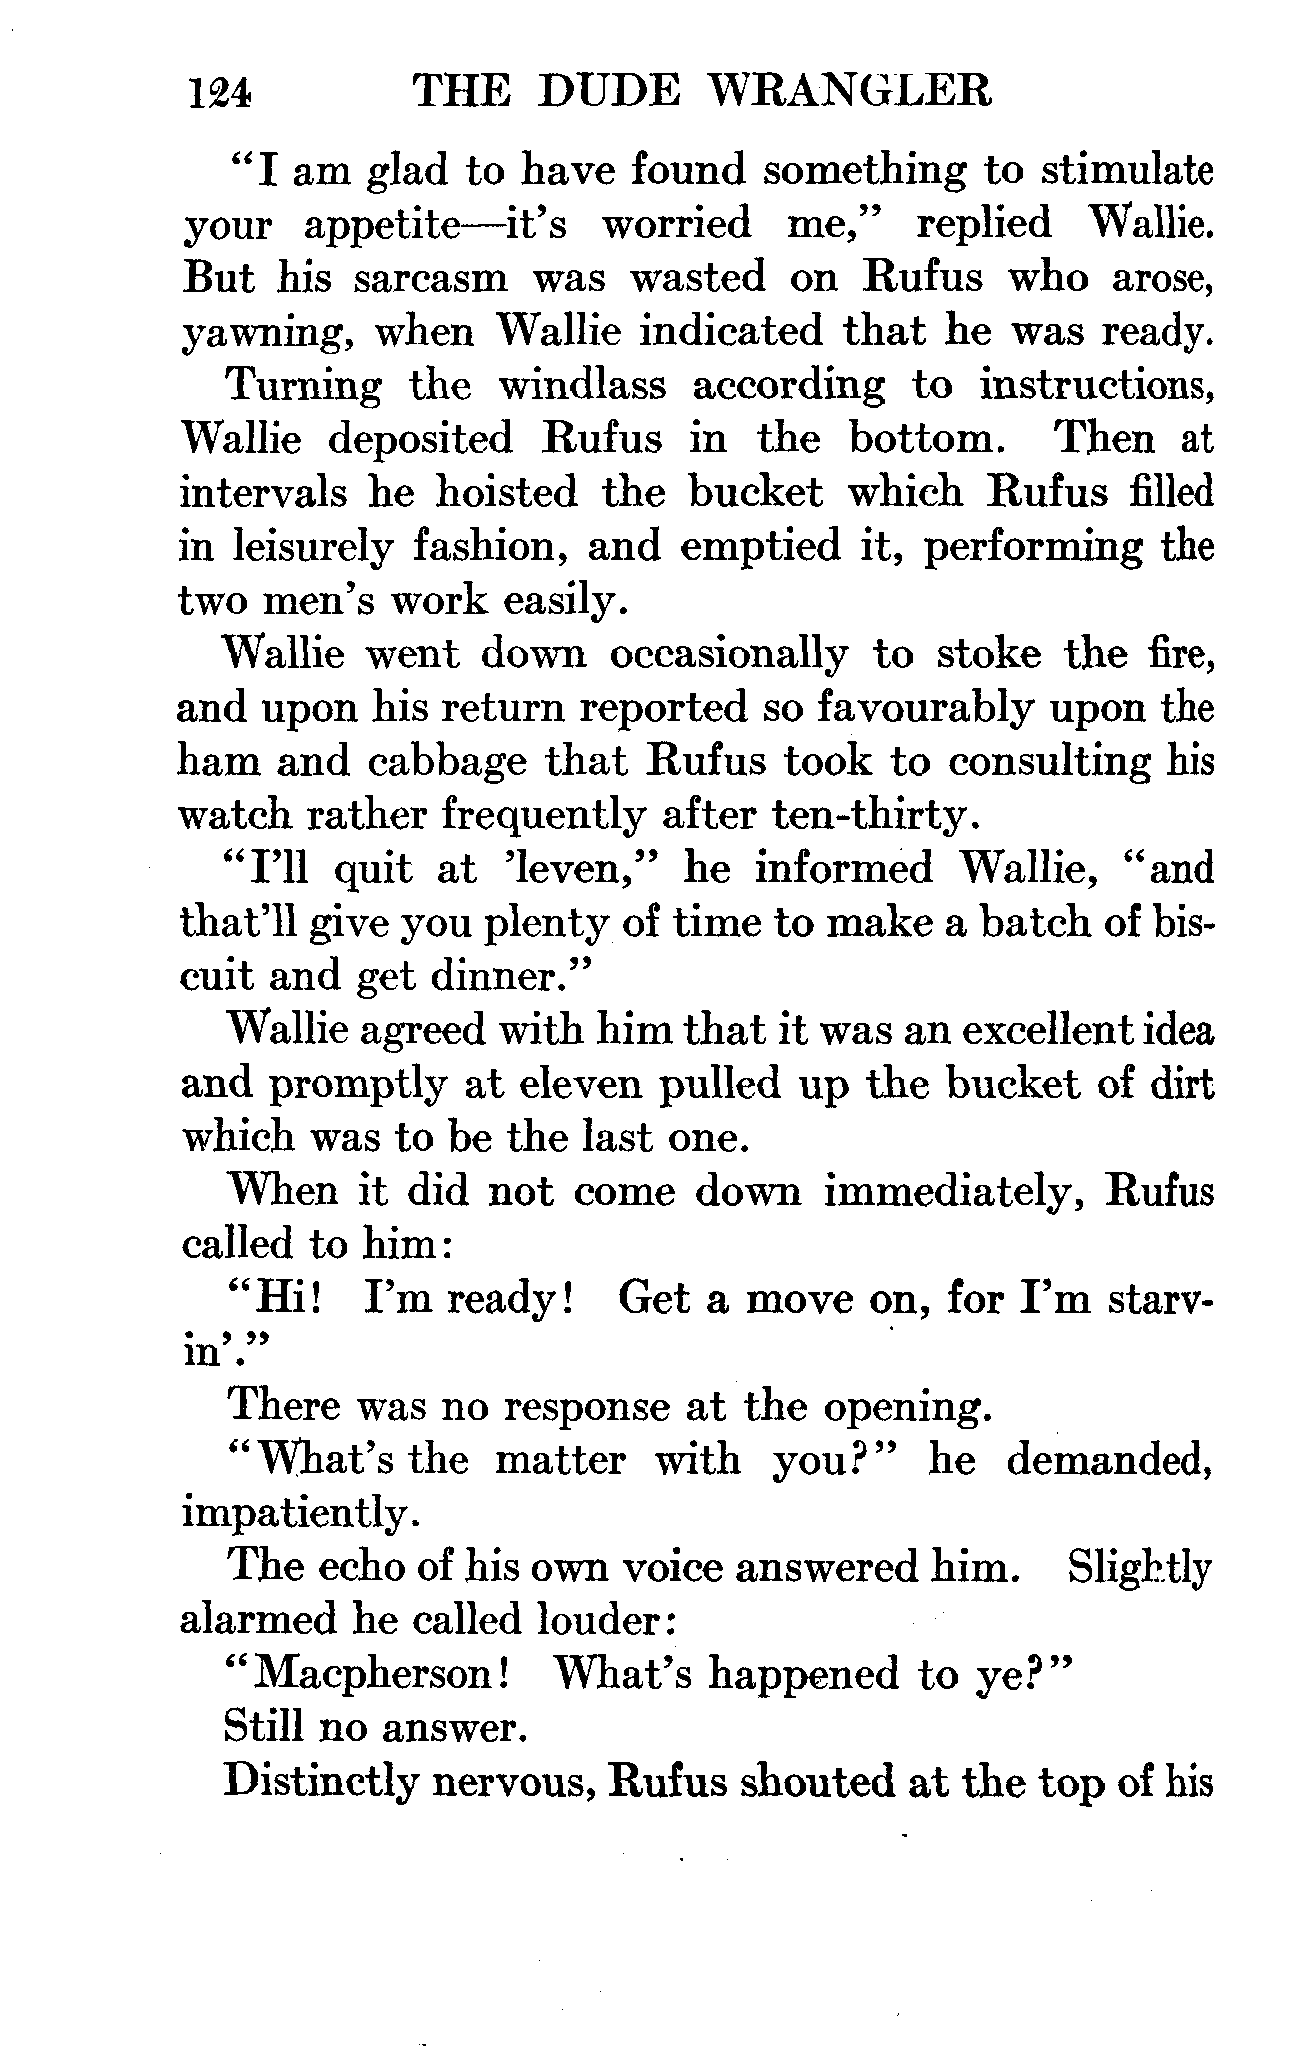 124 THE DUDE WRANGLER
“I am glad to have found something to stimulate
your appetite—it’s worried me,” replied Wallie.
But his sarcasm was wasted on Rufus who arose,
yawning, when Wallie indicated that he was ready.
Turning the windlass according to instructions,
Wallie deposited Rufus in the bottom. Then at
intervals he hoisted the bucket which Rufus filled
in leisurely fashion, and emptied it, performing the
two men’s work easily.
Wallie went down occasionally to stoke the fire,
and upon his return reported so favourably upon the
ham and cabbage that Rufus took to consulting his
watch rather frequently after ten-thirty.
“I’ll quit at ’leven,” he informed Wallie, “and
that’ll give you plenty of time to make a batch of bis-
cuit and get dinner.”
Wallie agreed with him that it was an excellent idea
and promptly at eleven pulled up the bucket of dirt
which was to be the last one.
When it did not come down immediately, Rufus
called to him:
“Hi! I’m ready! Get a move on, for I’m starv-
in’.”
There was no response at the opening.
“What’s the matter with you?” he demanded,
impatiently.
The echo of his own voice answered him. Slightly
alarmed he called louder:
“Macpherson! What’s happened to ye?”
Still no answer.
Distinctly nervous, Rufus shouted at the top of his